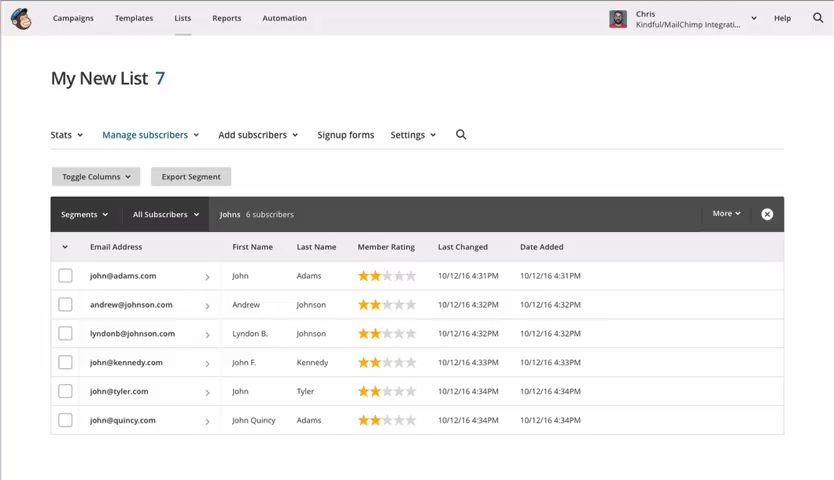 Campaigns Templates Lists Reports Automation Chris Help
Kindful/MailChimp Integrati...
My New List 7
Stats Manage subscribers Add subscribers Signup forms Settings
Toggle Columns Export Segment
Segments All Subscribers Johns 6 subscribers More
Email Address First Name Last Name Member Rating Last Changed Date Added
john@adams.com John Adams 10/12/16 4:31PM 10/12/16 4:31PM
andrew@johnson.com Andrew Johnson 10/12/16 4:32PM 10/12/16 4:32PM
lyndonb@johnson.com Lyndon B. Johnson 10/12/16 4:32PM 10/12/16 4:32PM
john@kennedy.com John F. Kennedy 10/12/16 4:33PM 10/12/16 4:33PM
john@tyler.com John Tyler 10/12/16 4:34PM 10/12/16 4:34PM
john@quincy.com John Quincy Adams 10/12/16 4:34PM 10/12/16 4:34PM